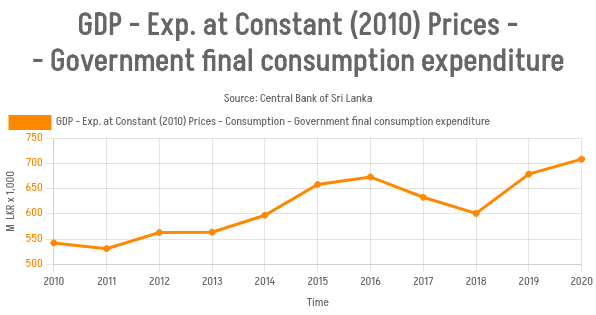 GDP - Exp. at Constant (2010) Prices -
- Government final consumption expenditure
Source: Central Bank of Sri Lanka
GDP - Exp. at Constant (2010) Prices - Consumption - Government final consumption expenditure
M LKR x 1,000
750
700
650
600
550
500
2010 2011 2012 2013 2014 2015 2016 2017 2018 2019 2020
Time